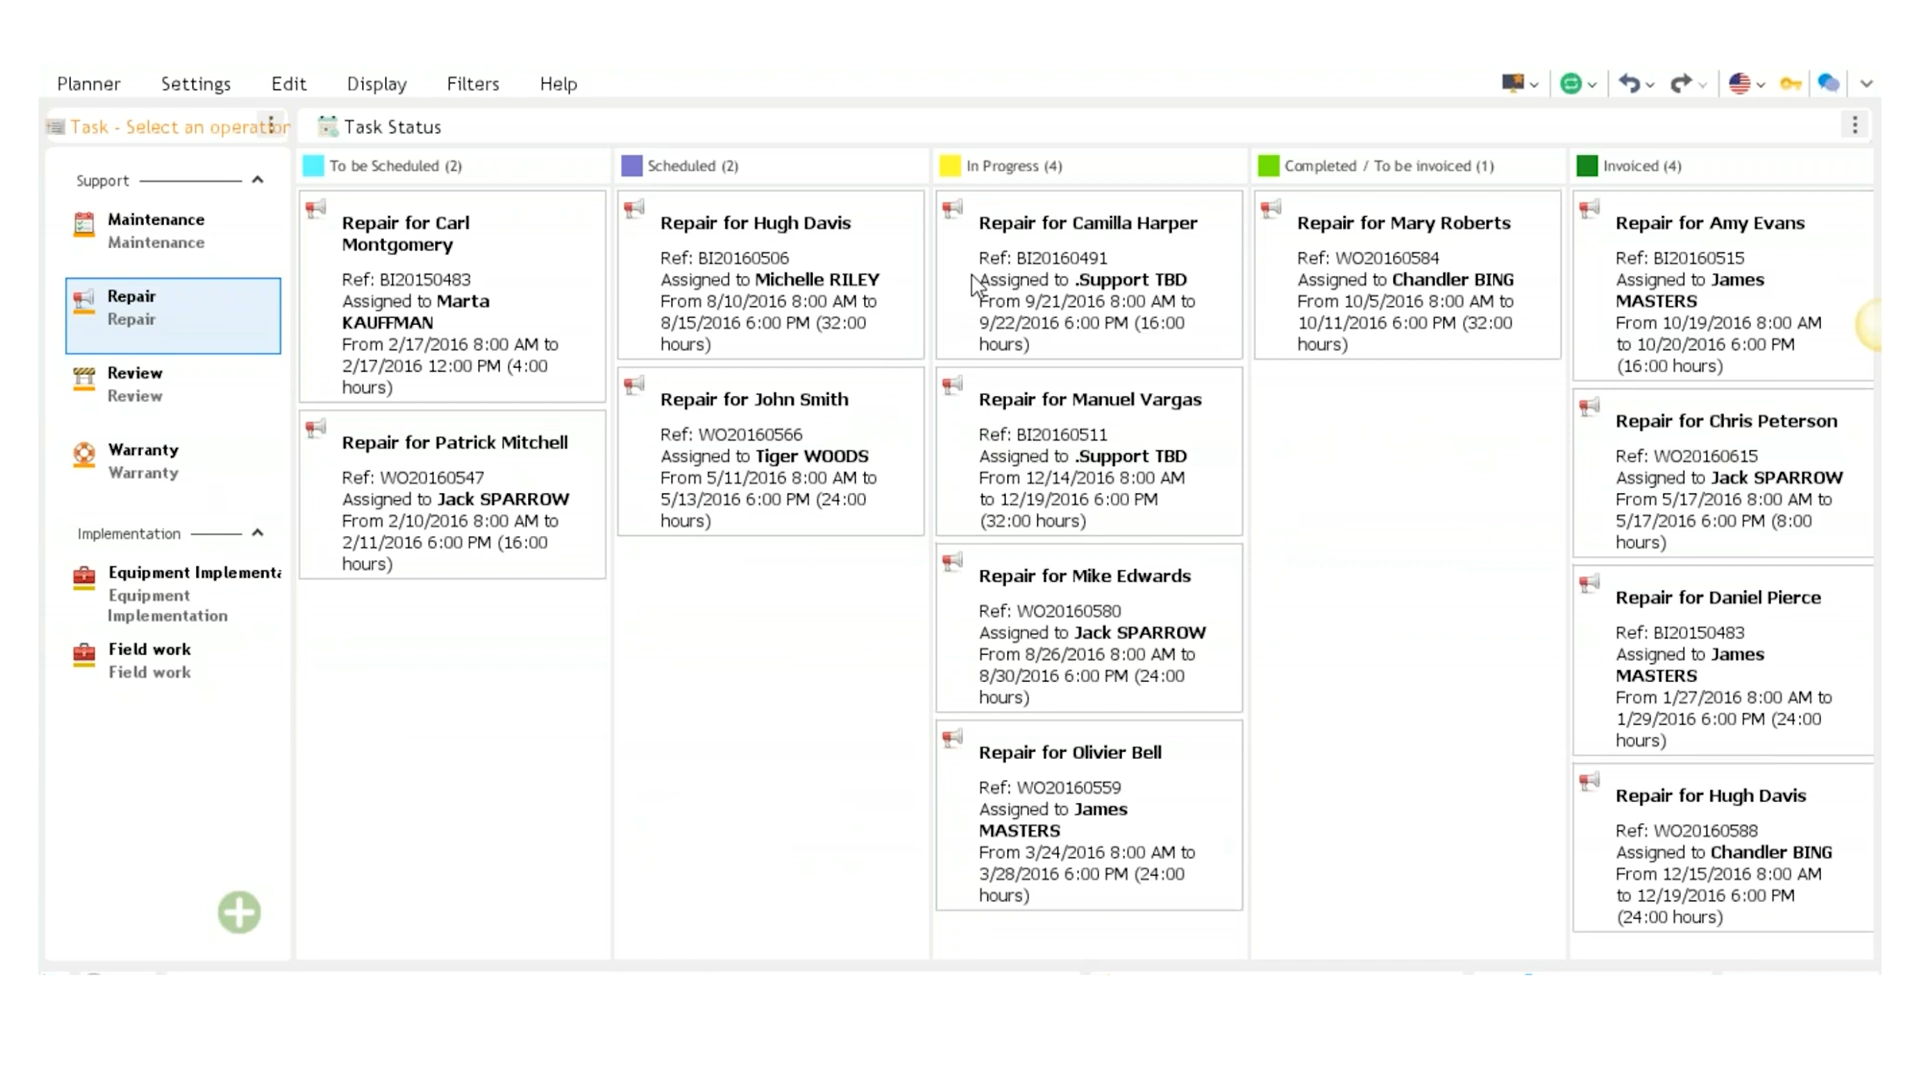 Planner Settings Edit Display Filters Help
Task - Select an operation
Task Status
Support
Maintenance
Maintenance
Repair
Repair
Review
Review
Warranty
Warranty
Implementation
Equipment Implementa
Equipment
Implementation
Field work
Field work
To be Scheduled (2)
Repair for Carl
Montgomery
Ref: BI20150483
Assigned to Marta
KAUFFMAN
From 2/17/2016 8:00 AM to
2/17/2016 12:00 PM (4:00
hours)
Repair for Patrick Mitchell
Ref: WO20160547
Assigned to Jack SPARROW
From 2/10/2016 8:00 AM to
2/11/2016 6:00 PM (16:00
hours)
Scheduled (2)
Repair for Hugh Davis
Ref: BI20160506
Assigned to Michelle RILEY
From 8/10/2016 8:00 AM to
8/15/2016 6:00 PM (32:00
hours)
Repair for John Smith
Ref: WO20160566
Assigned to Tiger WOODS
From 5/11/2016 8:00 AM to
5/13/2016 6:00 PM (24:00
hours)
In Progress (4)
Repair for Camilla Harper
Ref: BI20160491
Assigned to .Support TBD
From 9/21/2016 8:00 AM to
9/22/2016 6:00 PM (16:00
hours)
Repair for Manuel Vargas
Ref: BI20160511
Assigned to .Support TBD
From 12/14/2016 8:00 AM
to 12/19/2016 6:00 PM
(32:00 hours)
Repair for Mike Edwards
Ref: WO20160580
Assigned to Jack SPARROW
From 8/26/2016 8:00 AM to
8/30/2016 6:00 PM (24:00
hours)
Repair for Olivier Bell
Ref: WO20160559
Assigned to James
MASTERS
From 3/24/2016 8:00 AM to
3/28/2016 6:00 PM (24:00
hours)
Completed / To be invoiced (1)
Repair for Mary Roberts
Ref: WO20160584
Assigned to Chandler BING
From 10/5/2016 8:00 AM to
10/11/2016 6:00 PM (32:00
hours)
Invoiced (4)
Repair for Amy Evans
Ref: BI20160515
Assigned to James
MASTERS
From 10/19/2016 8:00 AM
to 10/20/2016 6:00 PM
(16:00 hours)
Repair for Chris Peterson
Ref: WO20160615
Assigned to Jack SPARROW
From 5/17/2016 8:00 AM to
5/17/2016 6:00 PM (8:00
hours)
Repair for Daniel Pierce
Ref: BI20150483
Assigned to James
MASTERS
From 1/27/2016 8:00 AM to
1/29/2016 6:00 PM (24:00
hours)
Repair for Hugh Davis
Ref: WO20160588
Assigned to Chandler BING
From 12/15/2016 8:00 AM
to 12/19/2016 6:00 PM
(24:00 hours)